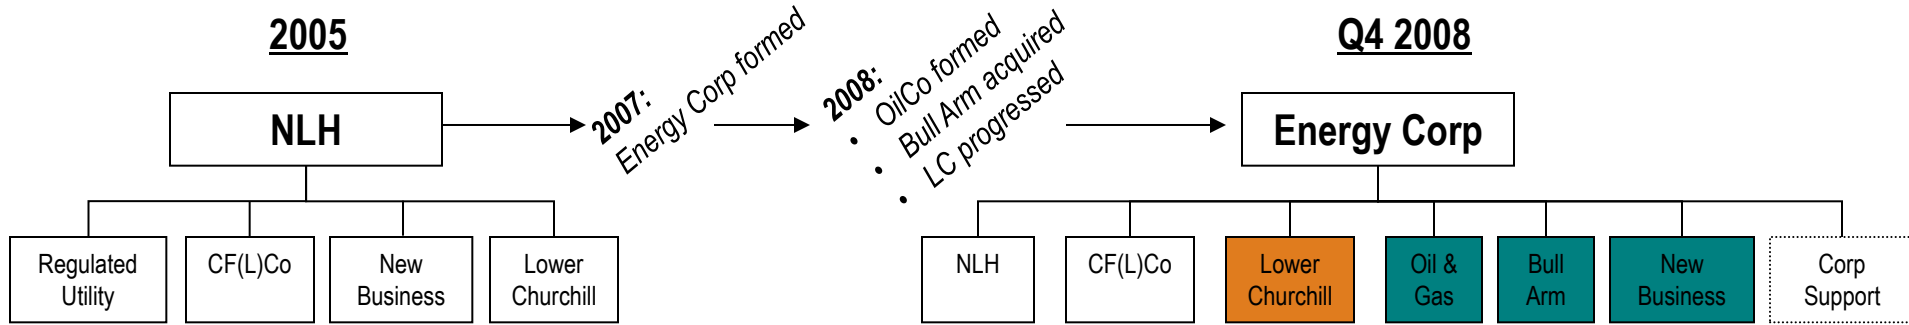 2005
NLH
Regulated
Utility
CF(L)Co
New
Business
Lower
Churchill
2007:
Energy Corp formed
2008:
• OilCo formed
• Bull Arm acquired
• LC progressed
Q4 2008
Energy Corp
NLH
CF(L)Co
Lower
Churchill
Oil &
Gas
Bull
Arm
New
Business
Corp
Support